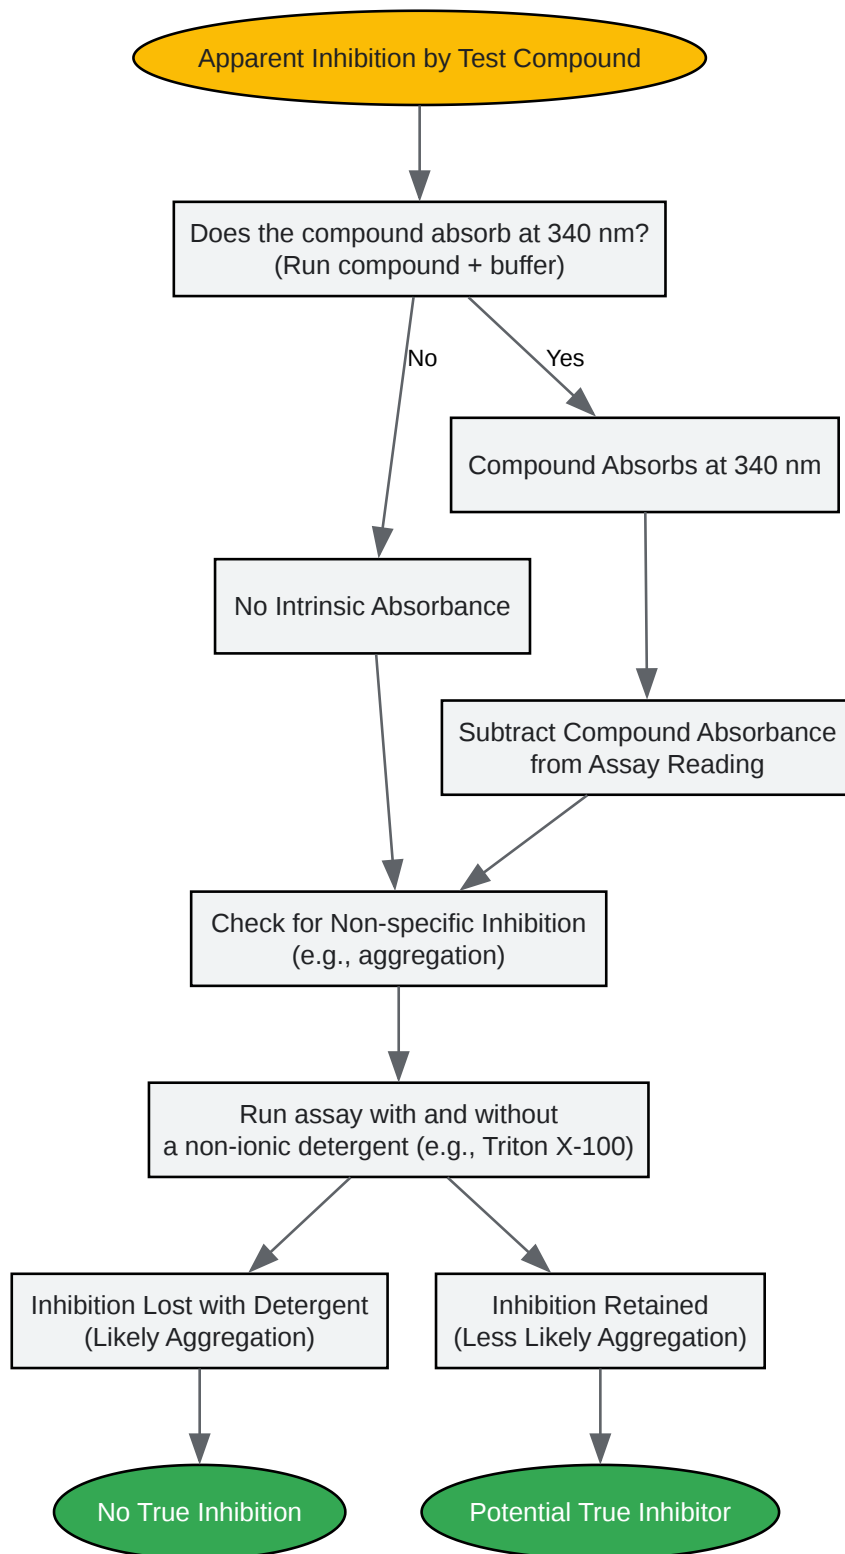 Apparent Inhibition by Test Compound
Does the compound absorb at 340 nm?
(Run compound + buffer)
No
Yes
Compound Absorbs at 340 nm
No Intrinsic Absorbance
Subtract Compound Absorbance
from Assay Reading
Check for Non-specific Inhibition
(e.g., aggregation)
Run assay with and without
a non-ionic detergent (e.g., Triton X-100)
Inhibition Lost with Detergent
(Likely Aggregation)
Inhibition Retained
(Less Likely Aggregation)
No True Inhibition
Potential True Inhibitor